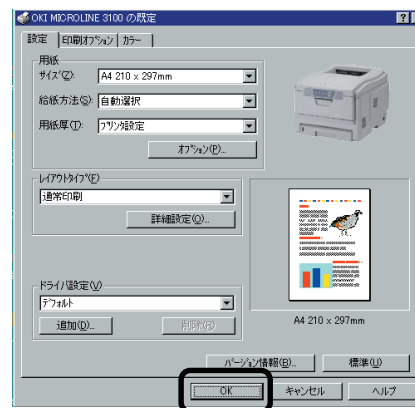 OKI MICROLINE 3100 の既定
設定 印刷オプション カラー
用紙
サイズ(Z): A4 210 x 297mm
給紙方法(S): 自動選択
用紙厚(T): プリンタ設定
オプション(P)...
レイアウトタイプ(E)
通常印刷
詳細設定(O)...
ドライバ設定(V)
デフォルト
追加(D)... 削除(R)
A4 210 x 297mm
バージョン情報(B)... 標準(U)
OK キャンセル ヘルプ